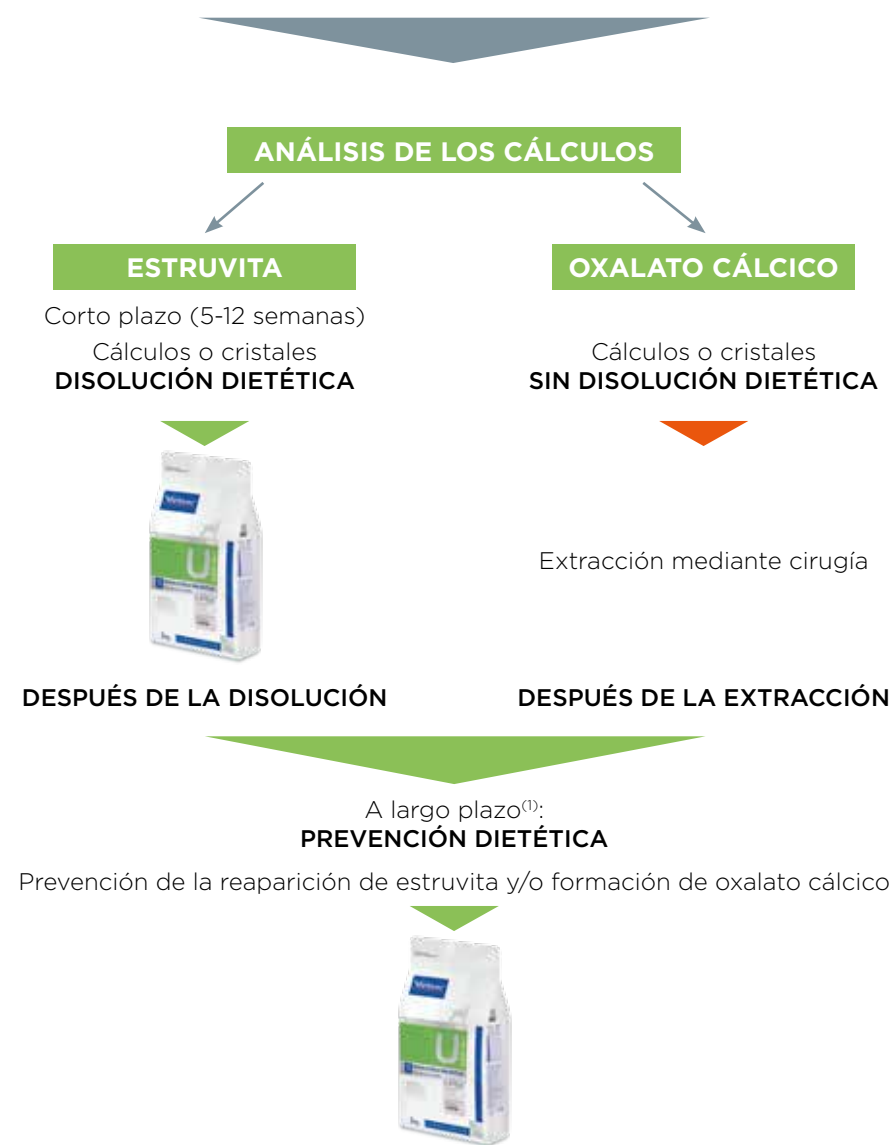 ANÁLISIS DE LOS CÁLCULOS
ESTRUVITA
Corto plazo (5-12 semanas)
Cálculos o cristales
DISOLUCIÓN DIETÉTICA
OXALATO CÁLCICO
Cálculos o cristales
SIN DISOLUCIÓN DIETÉTICA
Virbac
U
Extracción mediante cirugía
DESPUÉS DE LA DISOLUCIÓN
DESPUÉS DE LA EXTRACCIÓN
A largo plazo⁽¹⁾:
PREVENCIÓN DIETÉTICA
Prevención de la reaparición de estruvita y/o formación de oxalato cálcico
Virbac
U